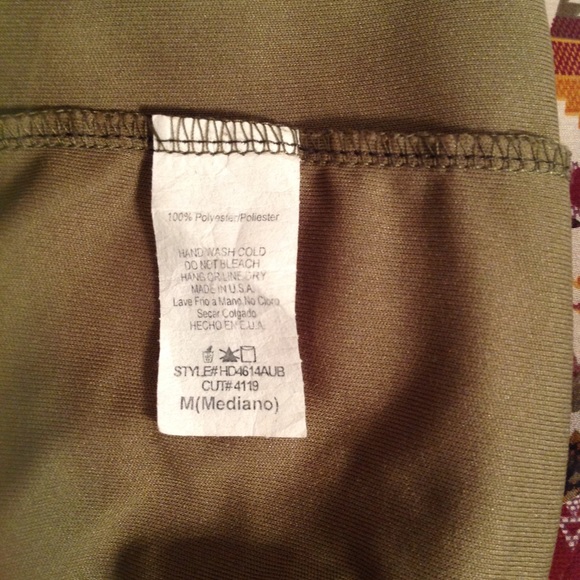 100% Polyester/Poliester
HAND WASH COLD
DO NOT BLEACH
HANG OR LINE DRY
MADE IN U.S.A.
Lave Frio a Mano No Cloro
Secar Colgado
HECHO EN E.U.A.
STYLE# HD4614AUB
CUT# 4119
M(Mediano)